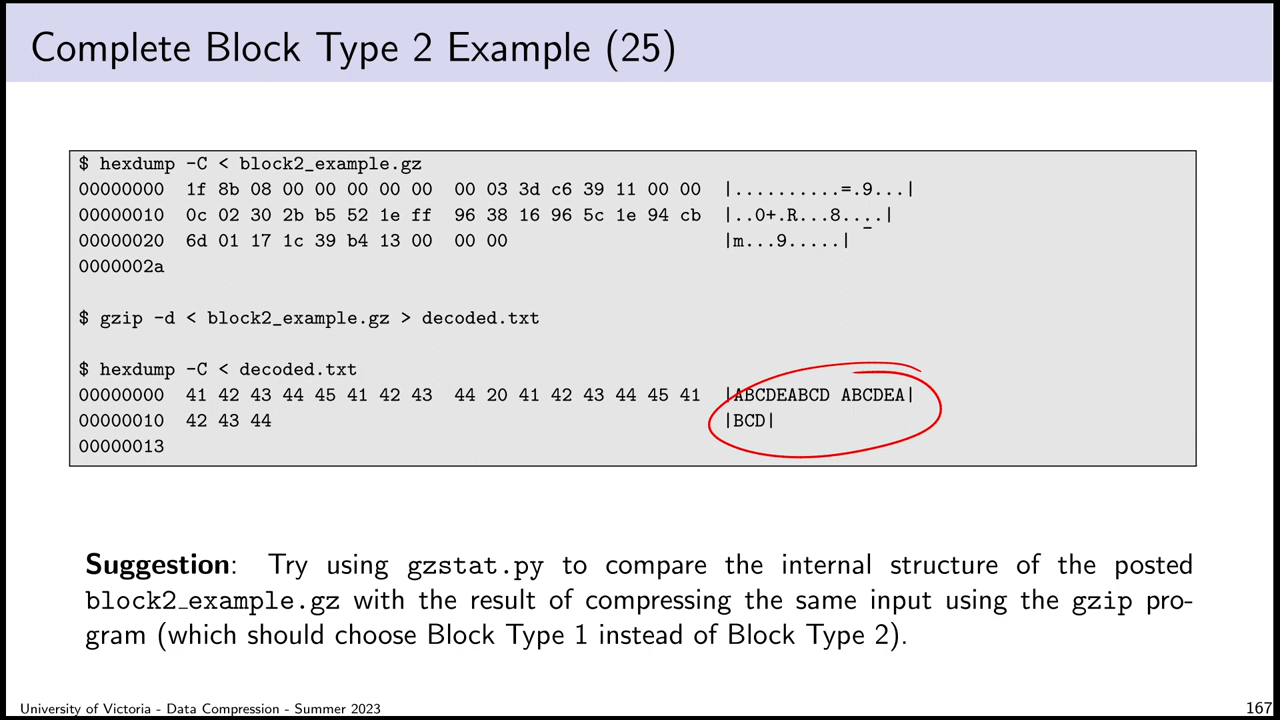 Complete Block Type 2 Example (25)
$ hexdump -C < block2_example.gz
00000000  1f 8b 08 00 00 00 00 00  00 03 3d c6 39 11 00 00  |..........=.9...|
00000010  0c 02 30 2b b5 52 1e ff  96 38 16 96 5c 1e 94 cb  |..0+.R...8....|
00000020  6d 01 17 1c 39 b4 13 00  00 00  |m...9.....|
0000002a
$ gzip -d < block2_example.gz > decoded.txt
$ hexdump -C < decoded.txt
00000000  41 42 43 44 45 41 42 43  44 20 41 42 43 44 45 41  |ABCDEABCD ABCDEA|
00000010  42 43 44  |BCD|
00000013
Suggestion: Try using gzstat.py to compare the internal structure of the posted
block2_example.gz with the result of compressing the same input using the gzip pro-
gram (which should choose Block Type 1 instead of Block Type 2).
University of Victoria - Data Compression - Summer 2023
167